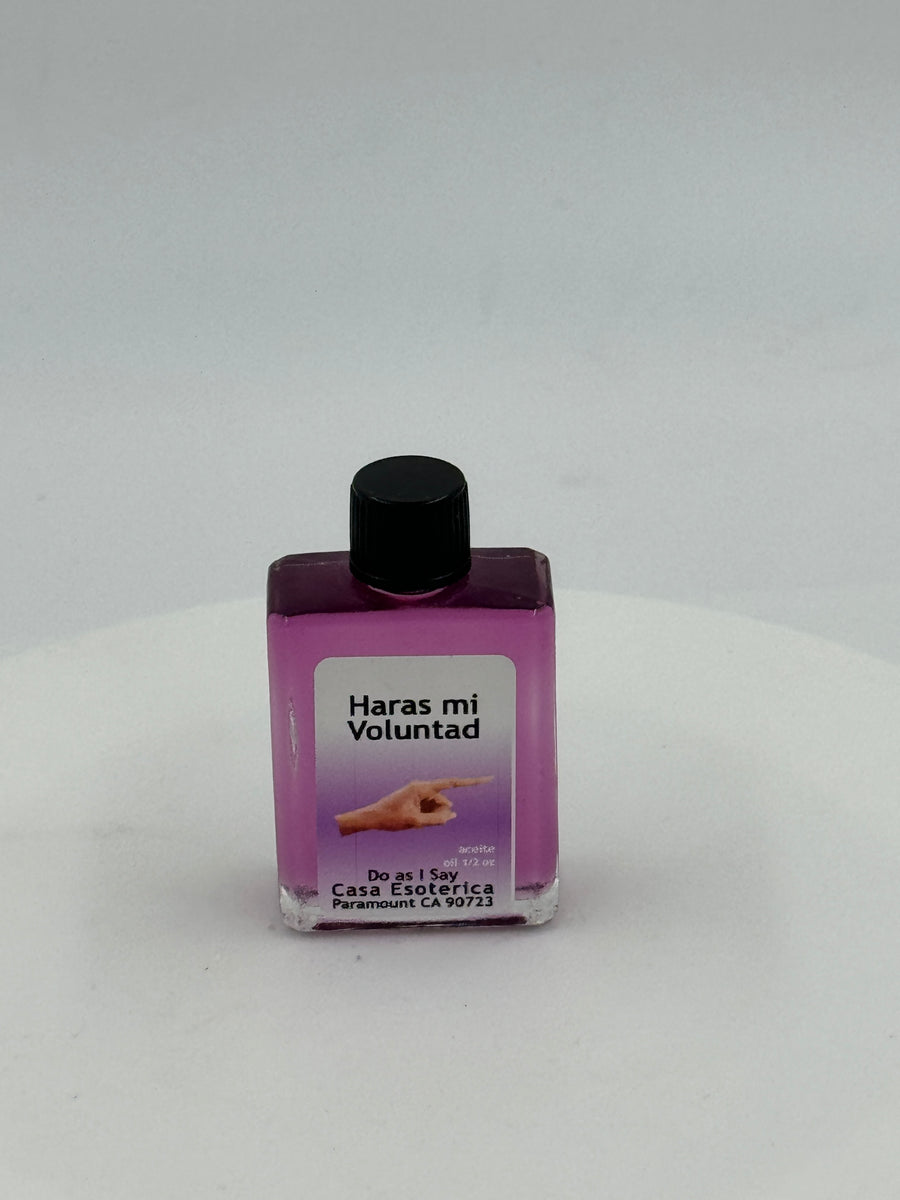 Haras mi
Voluntad
aceite
oil 1/2 oz
Do as I Say
Casa Esoterica
Paramount CA 90723